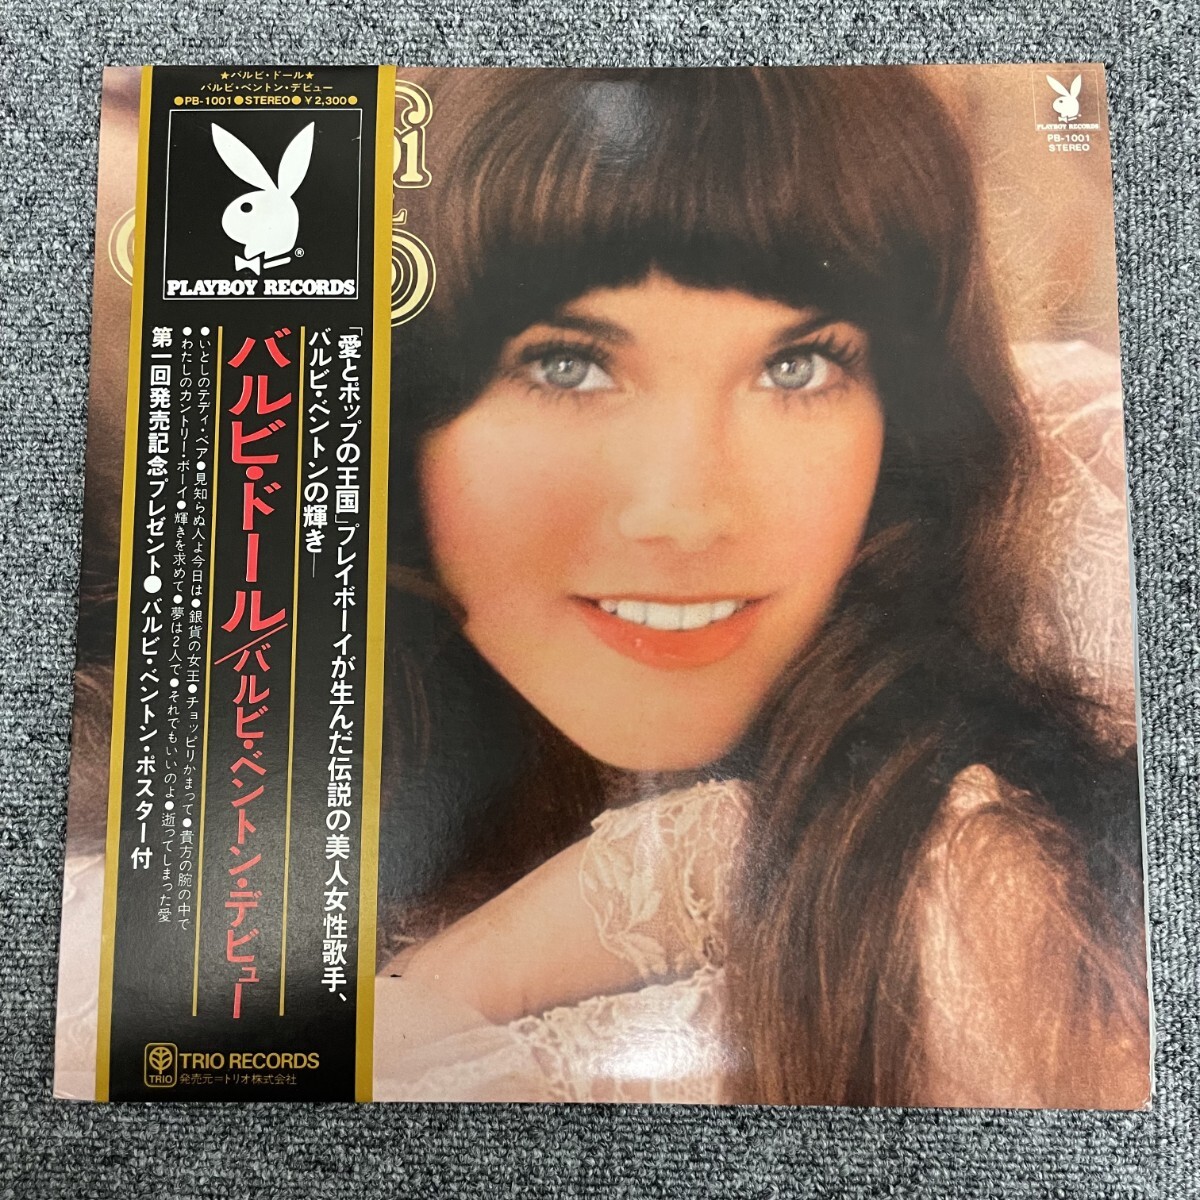 ★バルビ・ドール★
バルビ・ベントン・デビュー
●PB-1001●STEREO●¥2,300●
PLAYBOY RECORDS
「愛とポップの王国」プレイボーイが生んだ伝説の美人女性歌手、
バルビ・ベントンの輝き—
バルビ・ドール/バルビ・ベントン・デビュー
●いとしのテディ・ベア●見知らぬ人よ今日は●銀貨の女王●チョッピリかまって●貴方の腕の中で
●わたしのカントリー・ボーイ●輝きを求めて●夢は2人で●それでもいいのよ●逝ってしまった愛
第一回発売記念プレゼント●バルビ・ベントン・ポスター付
TRIO
TRIO RECORDS
発売元=トリオ株式会社
PLAYBOY RECORDS
PB-1001
STEREO